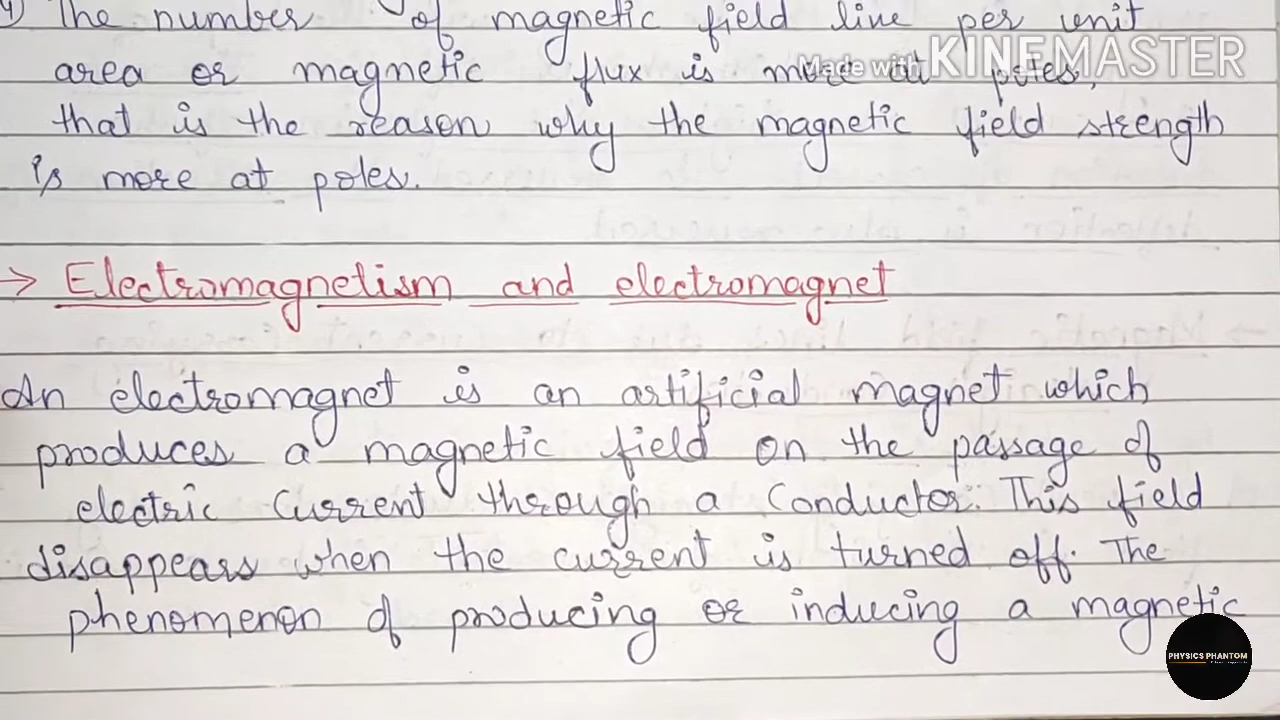 4) The number of magnetic field line per unit
area or magnetic flux is more at poles,
that is the reason why the magnetic field strength
is more at poles.
Made with KINEMASTER
→ Electromagnetism and electromagnet
An electromagnet is an artificial magnet which
produces a magnetic field on the passage of
electric current through a conductor. This field
disappears when the current is turned off. The
phenomenon of producing or inducing a magnetic
PHYSICS PHANTOM